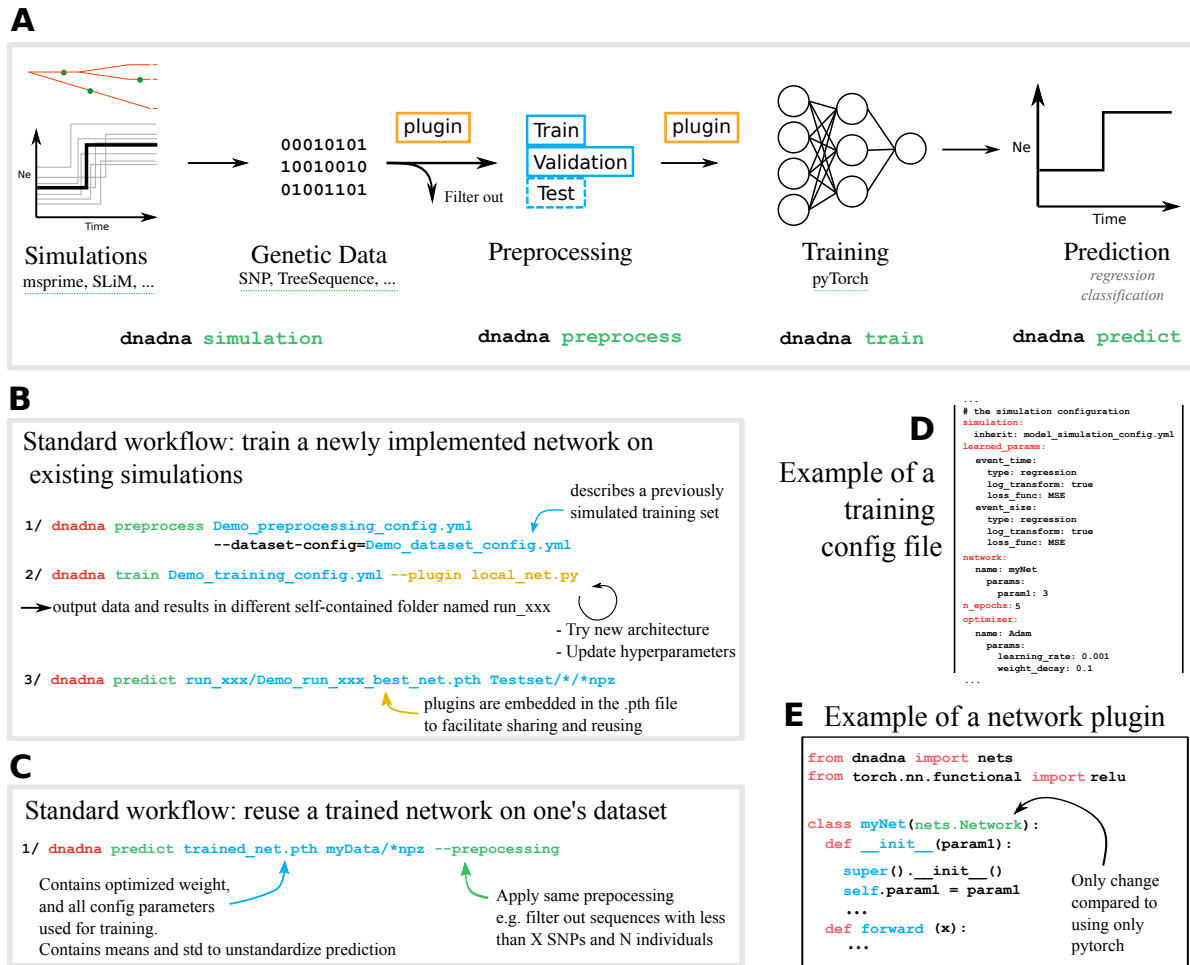 A
Ne
Time
Simulations
msprime, SLiM, ...
00010101
10010010
01001101
Genetic Data
SNP, TreeSequence, ...
plugin
Filter out
Train
Validation
Test
Preprocessing
plugin
Training
pyTorch
Ne
Time
Prediction
regression
classification
dnadna simulation
dnadna preprocess
dnadna train
dnadna predict
B
Standard workflow: train a newly implemented network on
existing simulations
describes a previously
simulated training set
1/ dnadna preprocess Demo_preprocessing_config.yml
--dataset-config=Demo_dataset_config.yml
2/ dnadna train Demo_training_config.yml --plugin local_net.py
output data and results in different self-contained folder named run_xxx
- Try new architecture
- Update hyperparameters
3/ dnadna predict run_xxx/Demo_run_xxx_best_net.pth Testset/*/*npz
plugins are embedded in the .pth file
to facilitate sharing and reusing
C
Standard workflow: reuse a trained network on one's dataset
1/ dnadna predict trained_net.pth myData/*npz --prepocessing
Contains optimized weight,
and all config parameters
used for training.
Contains means and std to unstandardize prediction
Apply same prepocessing
e.g. filter out sequences with less
than X SNPs and N individuals
D
Example of a
training
config file
...
# the simulation configuration
simulation:
inherit: model_simulation_config.yml
learned_params:
event_time:
type: regression
log_transform: true
loss_func: MSE
event_size:
type: regression
log_transform: true
loss_func: MSE
network:
name: myNet
params:
param1: 3
n_epochs: 5
optimizer:
name: Adam
params:
learning_rate: 0.001
weight_decay: 0.1
...
E Example of a network plugin
from dnadna import nets
from torch.nn.functional import relu
class myNet(nets.Network):
def __init__(param1):
super().__init__()
self.param1 = param1
...
def forward (x):
...
Only change
compared to
using only
pytorch